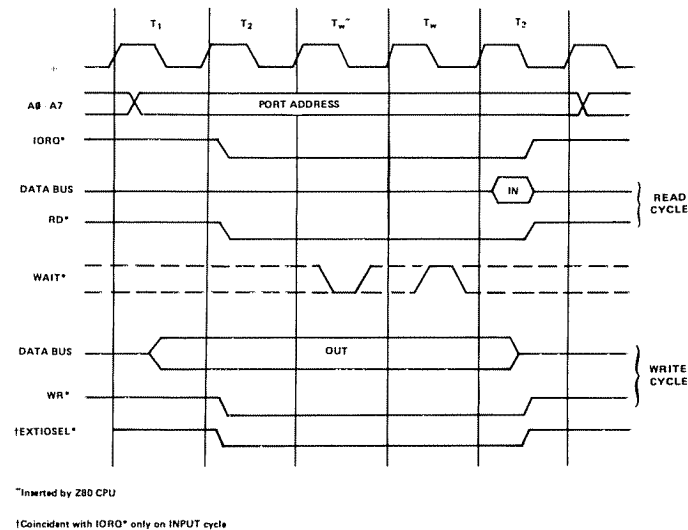 T1 T2 Tw* Tw T2
A0 - A7 PORT ADDRESS
IORQ*
DATA BUS IN
RD*
READ CYCLE
WAIT*
DATA BUS OUT
WR*
WRITE CYCLE
†EXTIOSEL*
*Inserted by Z80 CPU
†Coincident with IORQ* only on INPUT cycle